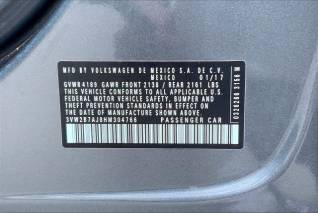 MFD BY VOLKSWAGEN DE MEXICO S.A. DE C.V.
MEXICO 01/17
GVWR4189 GAWR FRONT 2138 / REAR 2161 LBS
THIS VEHICLE CONFORMS TO ALL APPLICABLE U.S.
FEDERAL MOTOR VEHICLE SAFETY, BUMPER, AND
THEFT PREVENTION STANDARDS IN EFFECT ON THE
DATE OF MANUFACTURE SHOWN ABOVE.
3VW2B7AJ8HM304766 PASSENGER CAR